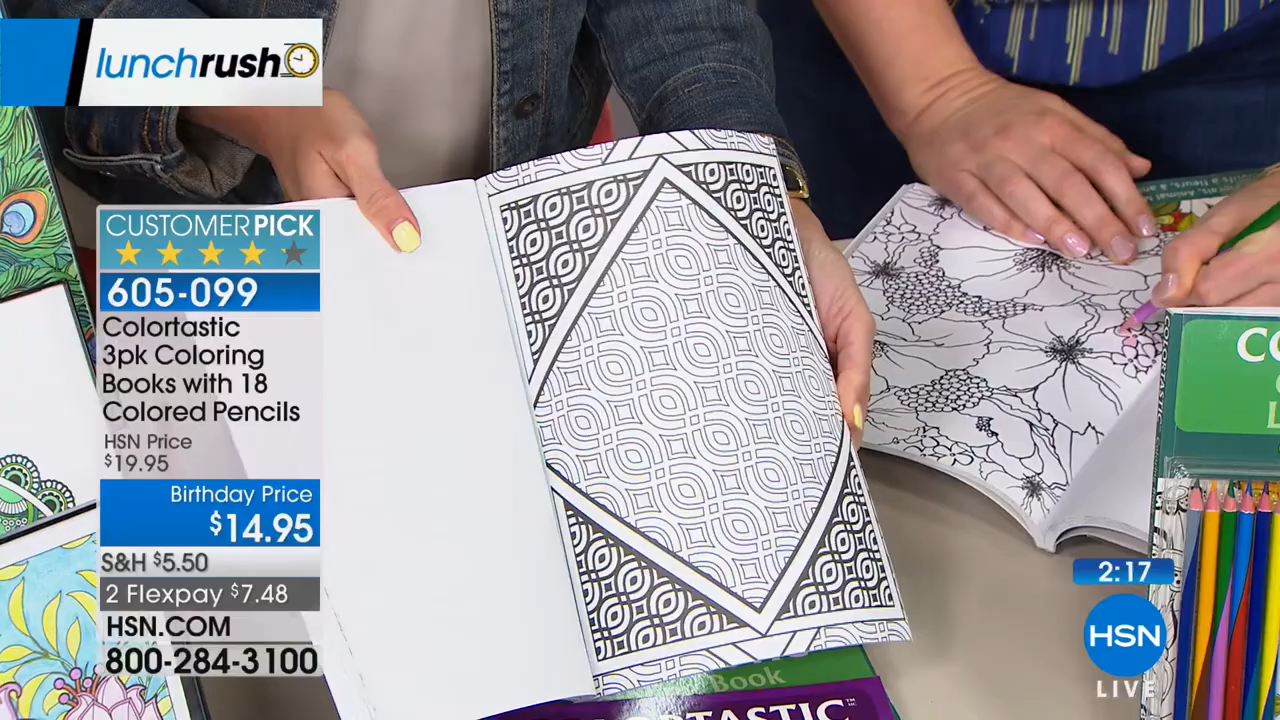 lunchrush
CUSTOMER PICK
605-099
Colortastic
3pk Coloring
Books with 18
Colored Pencils
HSN Price
$19.95
Birthday Price
$14.95
S&H $5.50
2 Flexpay $7.48
HSN.COM
800-284-3100
2:17
HSN
LIVE
Book